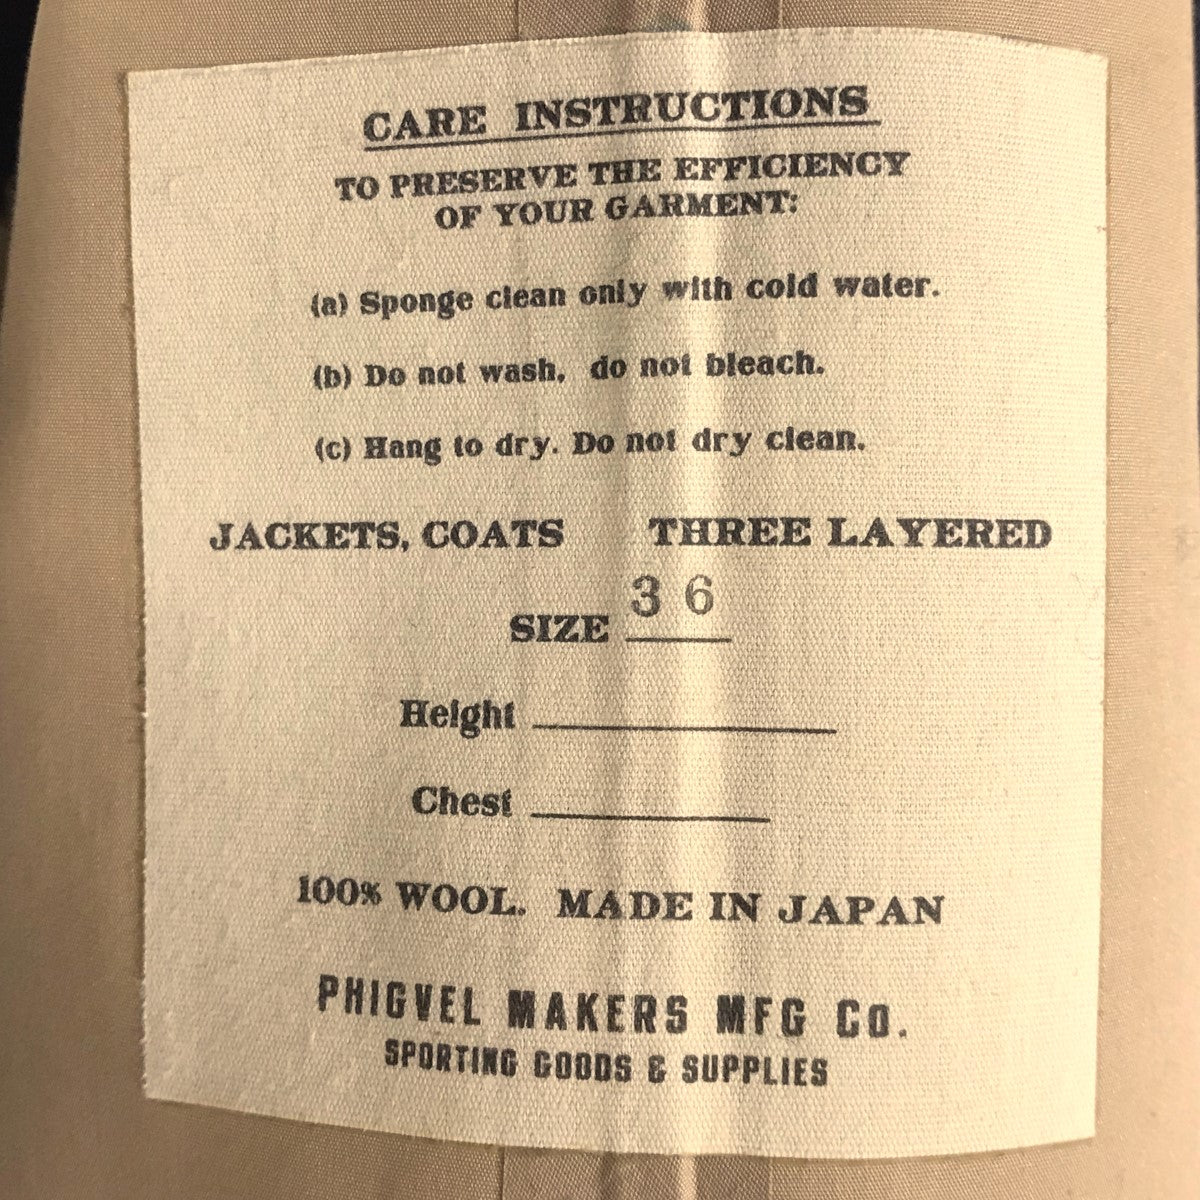 CARE INSTRUCTIONS
TO PRESERVE THE EFFICIENCY
OF YOUR GARMENT:
(a) Sponge clean only with cold water.
(b) Do not wash, do not bleach.
(c) Hang to dry. Do not dry clean.
JACKETS, COATS THREE LAYERED
SIZE 36
Height
Chest
100% WOOL. MADE IN JAPAN
PHIGVEL MAKERS MFG CO.
SPORTING GOODS & SUPPLIES